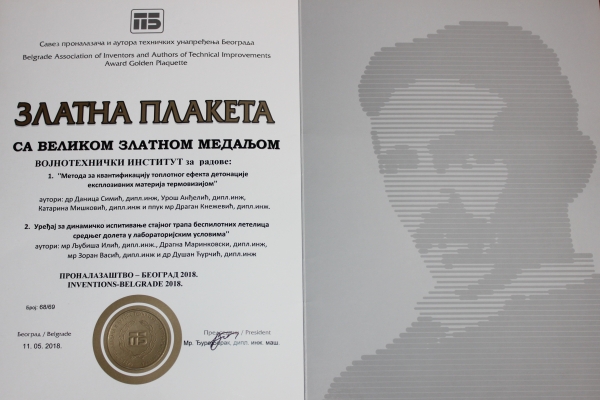 Савез проналазача и аутора техничких унапређења Београда
Belgrade Association of Inventors and Authors of Technical Improvements
Award Golden Plaquette
ЗЛАТНА ПЛАКЕТА
СА ВЕЛИКОМ ЗЛАТНОМ МЕДАЉОМ
ВОЈНОТЕХНИЧКИ ИНСТИТУТ за радове:
1. "Метода за квантификацију топлотног ефекта детонације
експлозивних материја термовизијом"
аутори: др Даница Симић, дипл.инж, Урош Анђелић, дипл.инж,
Катарина Мишковић, дипл.инж и ппук мр Драган Кнежевић, дипл.инж.
2. Уређај за динамичко испитивање стајног трапа беспилотних летелица
средњег долета у лабораторијским условима"
аутори: мр Љубиша Илић, дипл.инж., Драгна Маринковски, дипл.инж,
мр Зоран Васић, дипл.инж и др Душан Ћурчић, дипл.инж
ПРОНАЛАЗАШТВО – БЕОГРАД 2018.
INVENTIONS-BELGRADE 2018.
Број: 68/69
Београд / Belgrade
11. 05. 2018.
/ President
Мр. дипл. инж. маш.